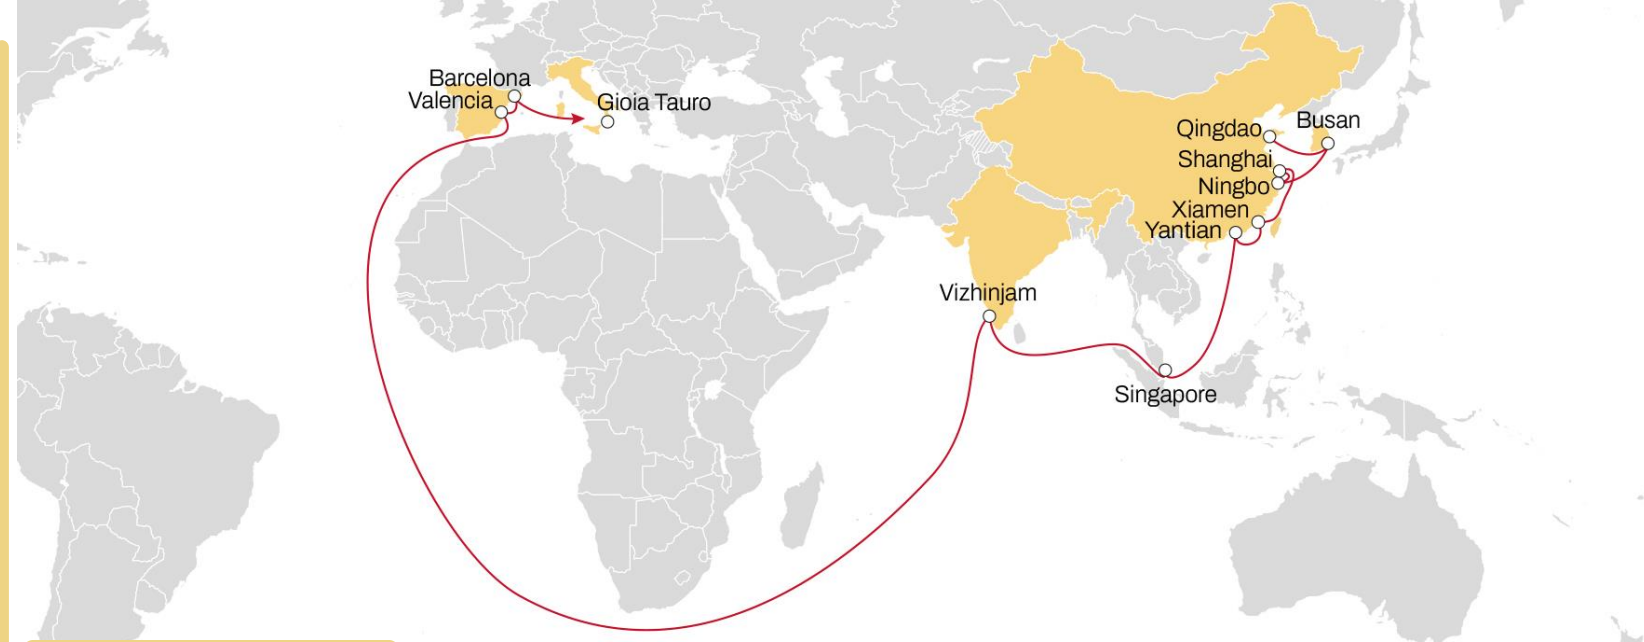 Barcelona
Valencia
Gioia Tauro
Qingdao
Busan
Shanghai
Ningbo
Xiamen
Yantian
Vizhinjam
Singapore